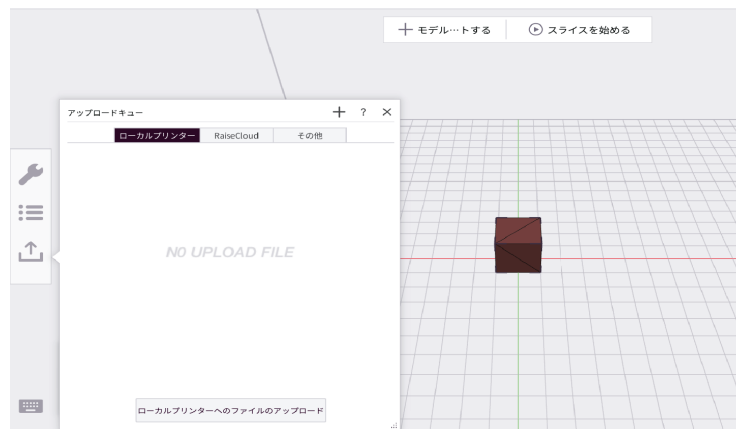 モデル…トする
スライスを始める
アップロードキュー
?
ローカルプリンター
RaiseCloud
その他
NO UPLOAD FILE
ローカルプリンターへのファイルのアップロード